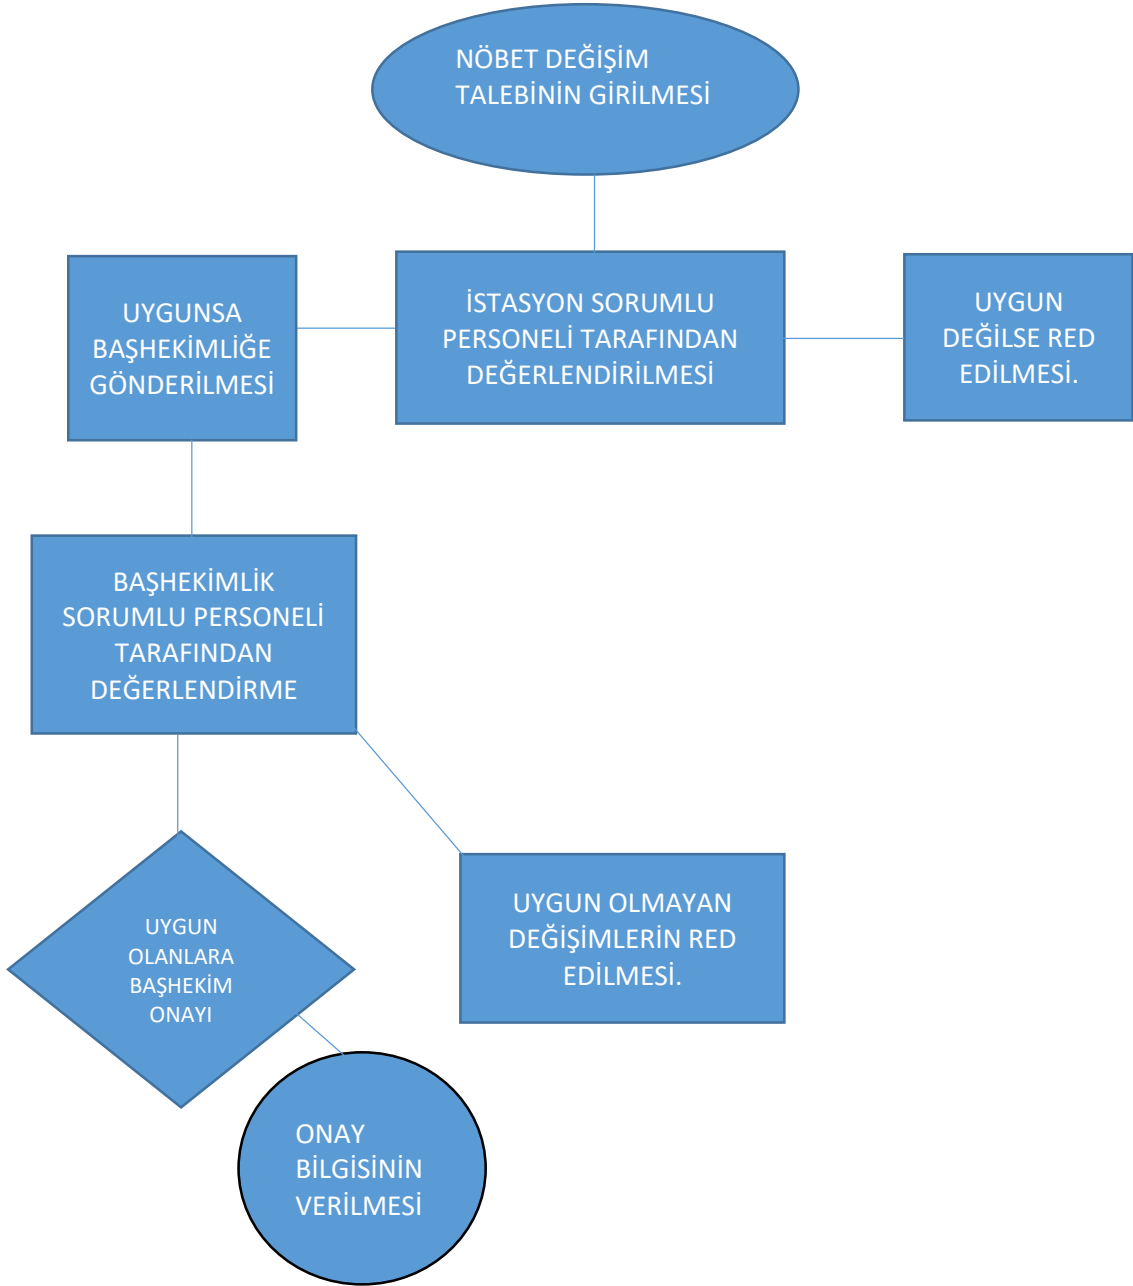 NÖBET DEĞİŞİM
TALEBİNİN GİRİLMESİ
UYGUNSA
BAŞHEKİMLİĞE
GÖNDERİLMESİ
İSTASYON SORUMLU
PERSONELİ TARAFINDAN
DEĞERLENDİRİLMESİ
UYGUN
DEĞİLSE RED
EDİLMESİ.
BAŞHEKİMLİK
SORUMLU PERSONELİ
TARAFINDAN
DEĞERLENDİRME
UYGUN
OLANLARA
BAŞHEKİM
ONAYI
UYGUN OLMAYAN
DEĞİŞİMLERİN RED
EDİLMESİ.
ONAY
BİLGİSİNİN
VERİLMESİ